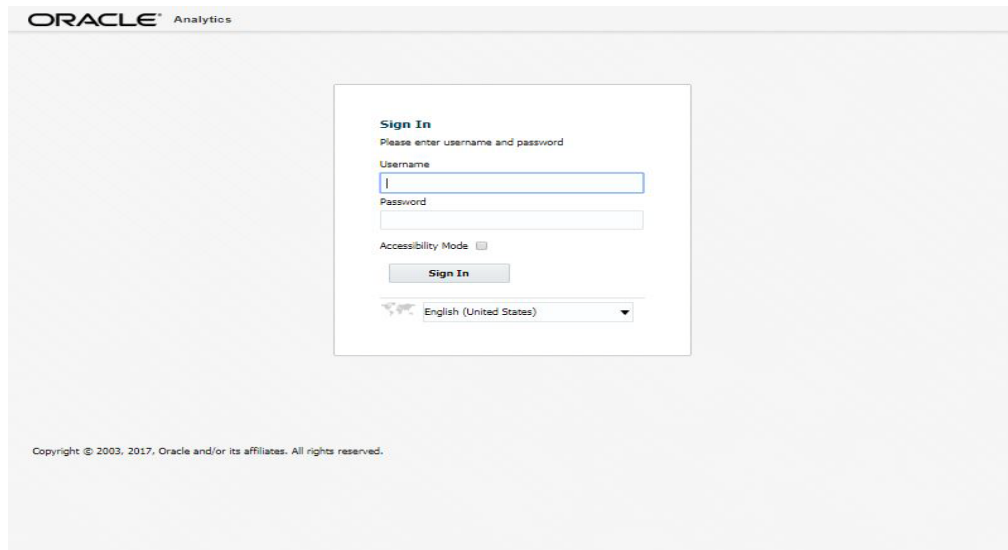 ORACLE® Analytics
Sign In
Please enter username and password
Username
Password
Accessibility Mode
Sign In
English (United States)
Copyright © 2003, 2017, Oracle and/or its affiliates. All rights reserved.